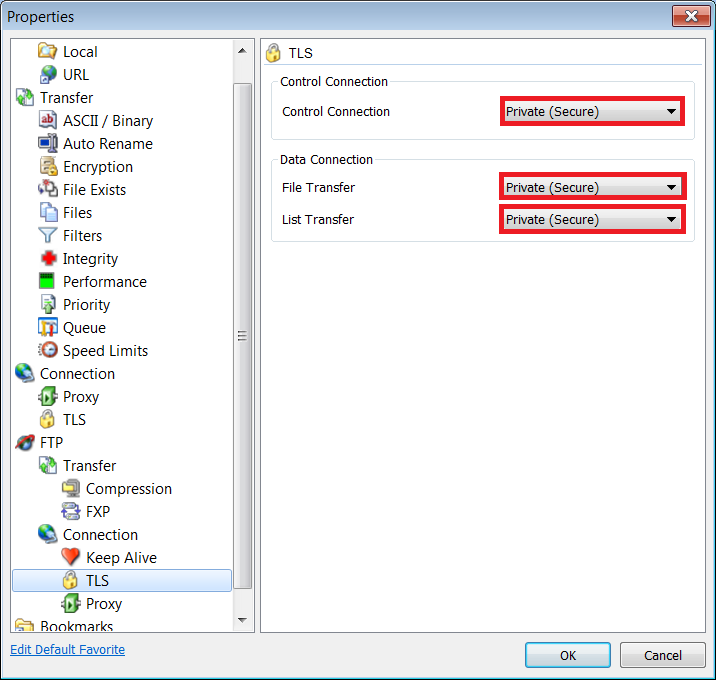 Properties
Local
URL
Transfer
ASCII / Binary
Auto Rename
Encryption
File Exists
Files
Filters
Integrity
Performance
Priority
Queue
Speed Limits
Connection
Proxy
TLS
FTP
Transfer
Compression
FXP
Connection
Keep Alive
TLS
Proxy
Bookmarks
Edit Default Favorite
TLS
Control Connection
Control Connection Private (Secure)
Data Connection
File Transfer Private (Secure)
List Transfer Private (Secure)
OK Cancel